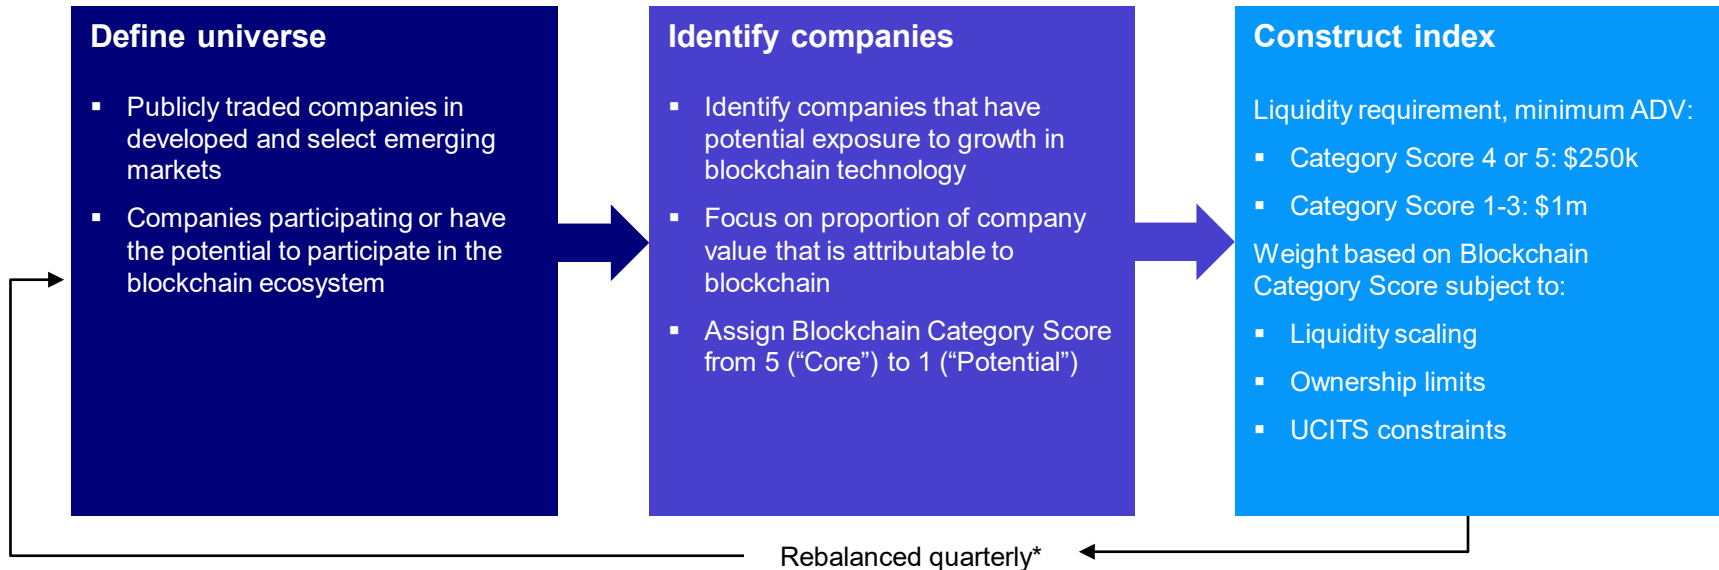 Define universe
▪ Publicly traded companies in
developed and select emerging
markets
▪ Companies participating or have
the potential to participate in the
blockchain ecosystem
Identify companies
▪ Identify companies that have
potential exposure to growth in
blockchain technology
▪ Focus on proportion of company
value that is attributable to
blockchain
▪ Assign Blockchain Category Score
from 5 (“Core”) to 1 (“Potential”)
Construct index
Liquidity requirement, minimum ADV:
▪ Category Score 4 or 5: $250k
▪ Category Score 1-3: $1m
Weight based on Blockchain
Category Score subject to:
▪ Liquidity scaling
▪ Ownership limits
▪ UCITS constraints
Rebalanced quarterly*